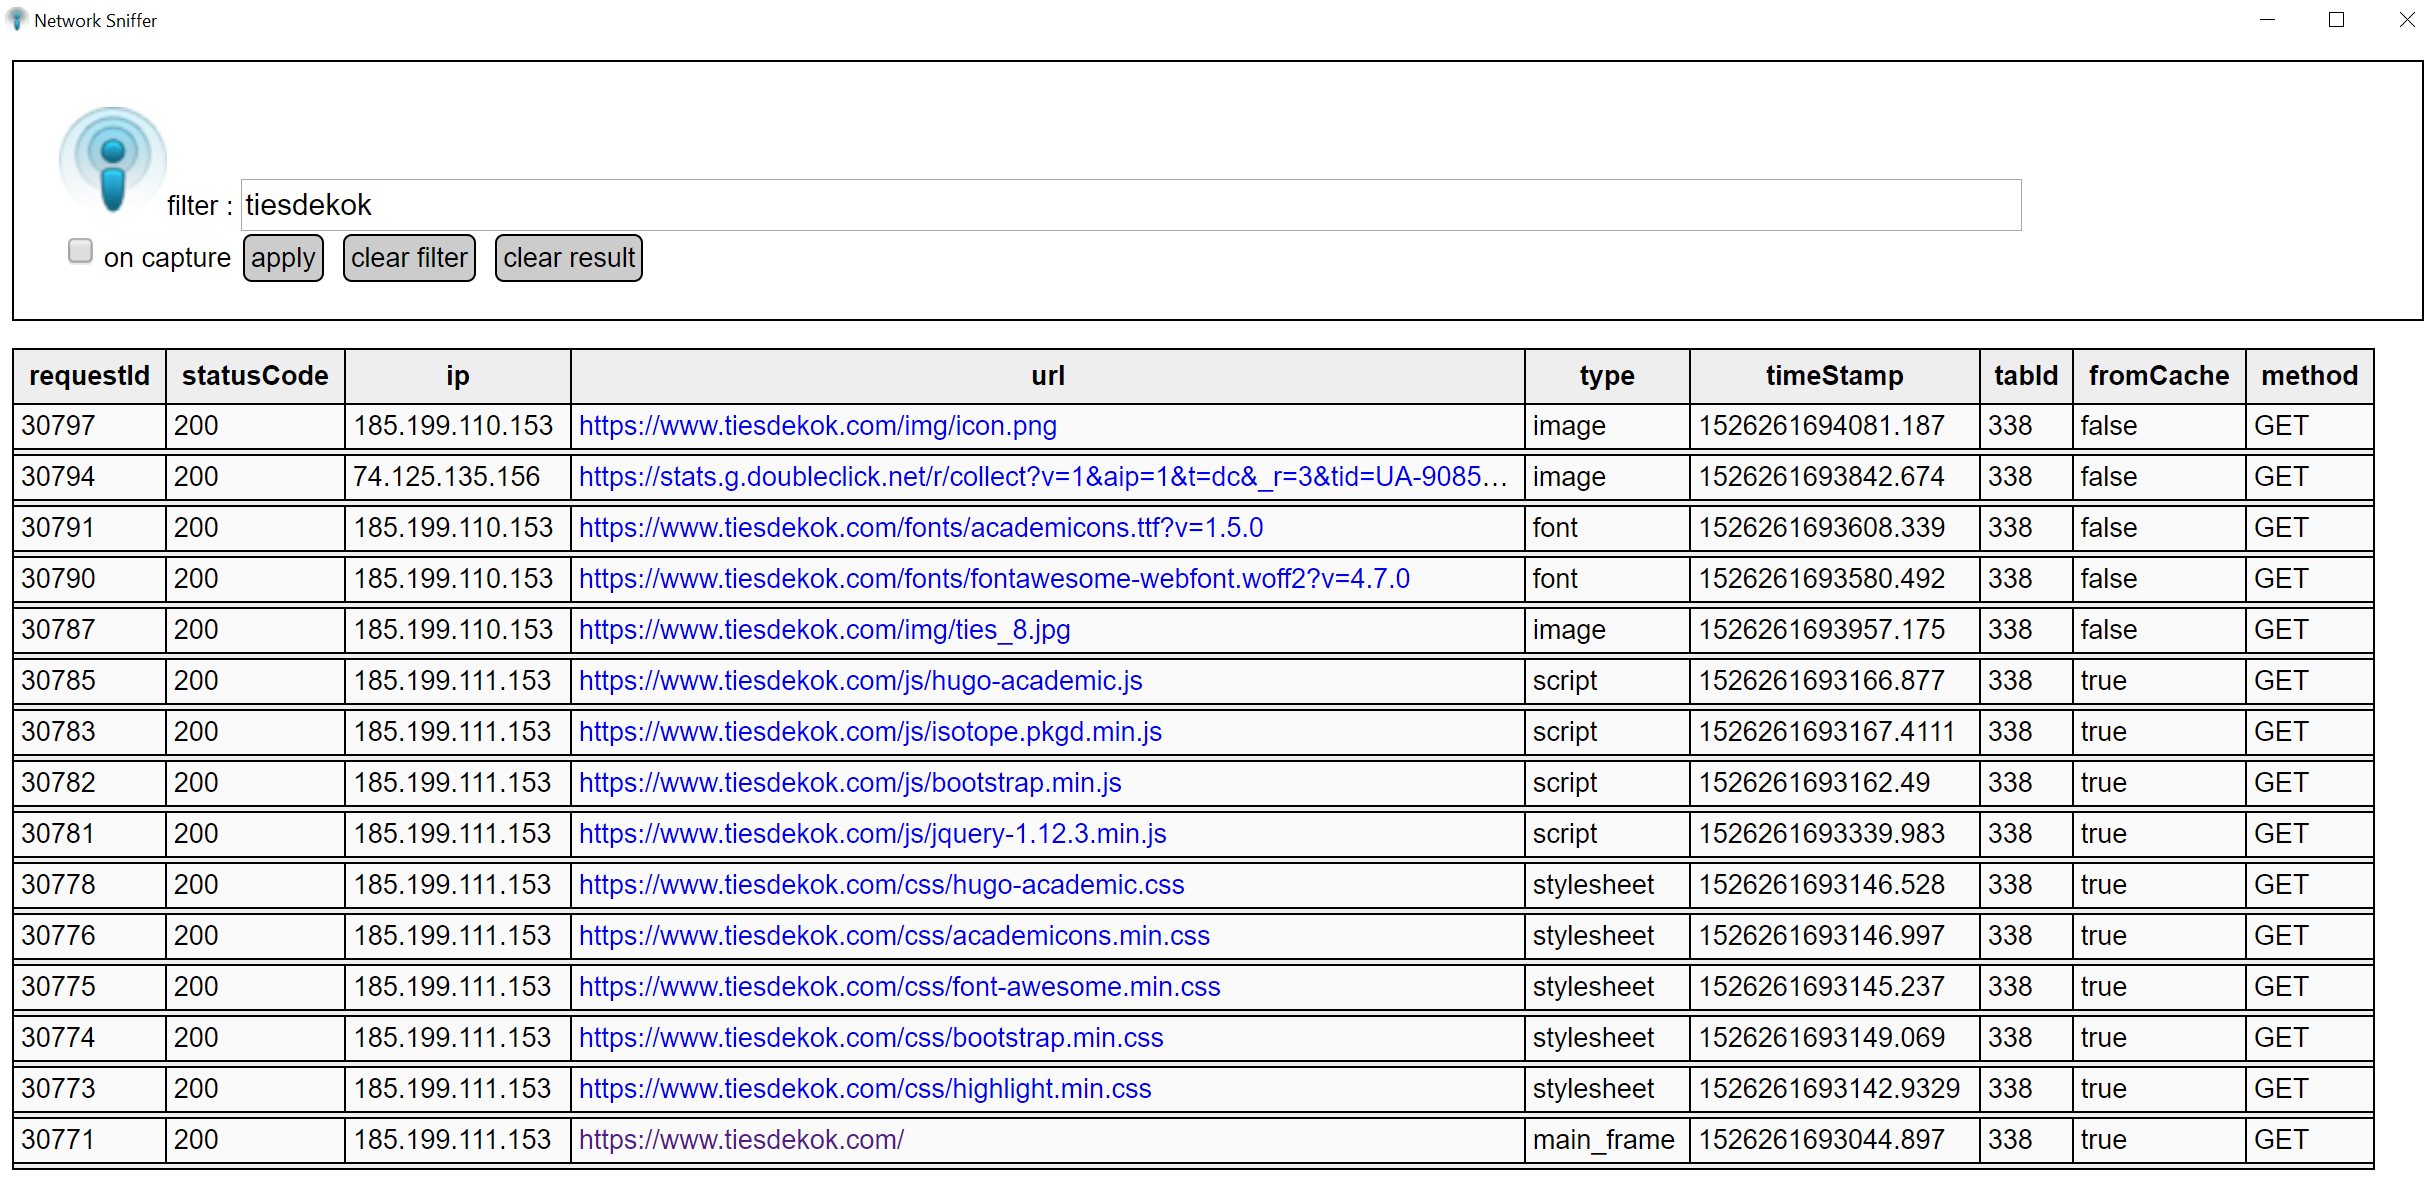 Network Sniffer
filter : tiesdekok
on capture apply clear filter clear result
requestId statusCode ip url type timeStamp tabId fromCache method
30797 200 185.199.110.153 https://www.tiesdekok.com/img/icon.png image 1526261694081.187 338 false GET
30794 200 74.125.135.156 https://stats.g.doubleclick.net/r/collect?v=1&aip=1&t=dc&_r=3&tid=UA-9085… image 1526261693842.674 338 false GET
30791 200 185.199.110.153 https://www.tiesdekok.com/fonts/academicons.ttf?v=1.5.0 font 1526261693608.339 338 false GET
30790 200 185.199.110.153 https://www.tiesdekok.com/fonts/fontawesome-webfont.woff2?v=4.7.0 font 1526261693580.492 338 false GET
30787 200 185.199.110.153 https://www.tiesdekok.com/img/ties_8.jpg image 1526261693957.175 338 false GET
30785 200 185.199.111.153 https://www.tiesdekok.com/js/hugo-academic.js script 1526261693166.877 338 true GET
30783 200 185.199.111.153 https://www.tiesdekok.com/js/isotope.pkgd.min.js script 1526261693167.4111 338 true GET
30782 200 185.199.111.153 https://www.tiesdekok.com/js/bootstrap.min.js script 1526261693162.49 338 true GET
30781 200 185.199.111.153 https://www.tiesdekok.com/js/jquery-1.12.3.min.js script 1526261693339.983 338 true GET
30778 200 185.199.111.153 https://www.tiesdekok.com/css/hugo-academic.css stylesheet 1526261693146.528 338 true GET
30776 200 185.199.111.153 https://www.tiesdekok.com/css/academicons.min.css stylesheet 1526261693146.997 338 true GET
30775 200 185.199.111.153 https://www.tiesdekok.com/css/font-awesome.min.css stylesheet 1526261693145.237 338 true GET
30774 200 185.199.111.153 https://www.tiesdekok.com/css/bootstrap.min.css stylesheet 1526261693149.069 338 true GET
30773 200 185.199.111.153 https://www.tiesdekok.com/css/highlight.min.css stylesheet 1526261693142.9329 338 true GET
30771 200 185.199.111.153 https://www.tiesdekok.com/ main_frame 1526261693044.897 338 true GET